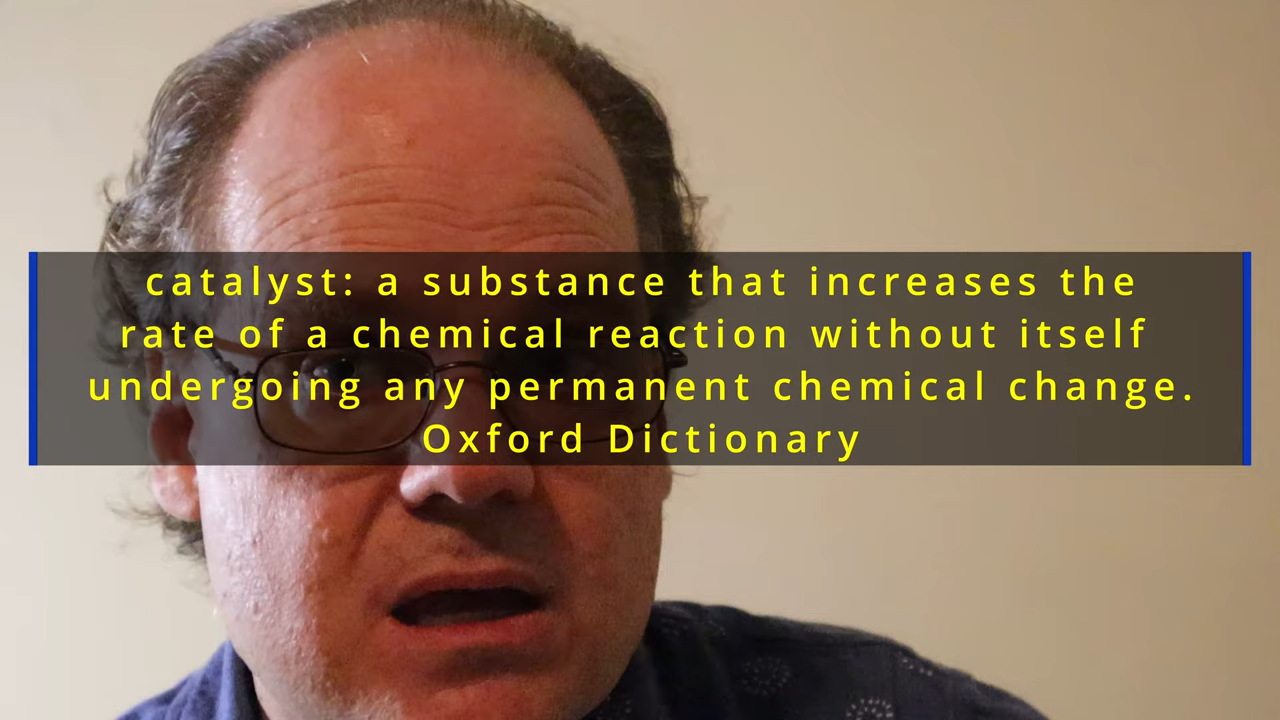 catalyst: a substance that increases the
rate of a chemical reaction without itself
undergoing any permanent chemical change.
Oxford Dictionary